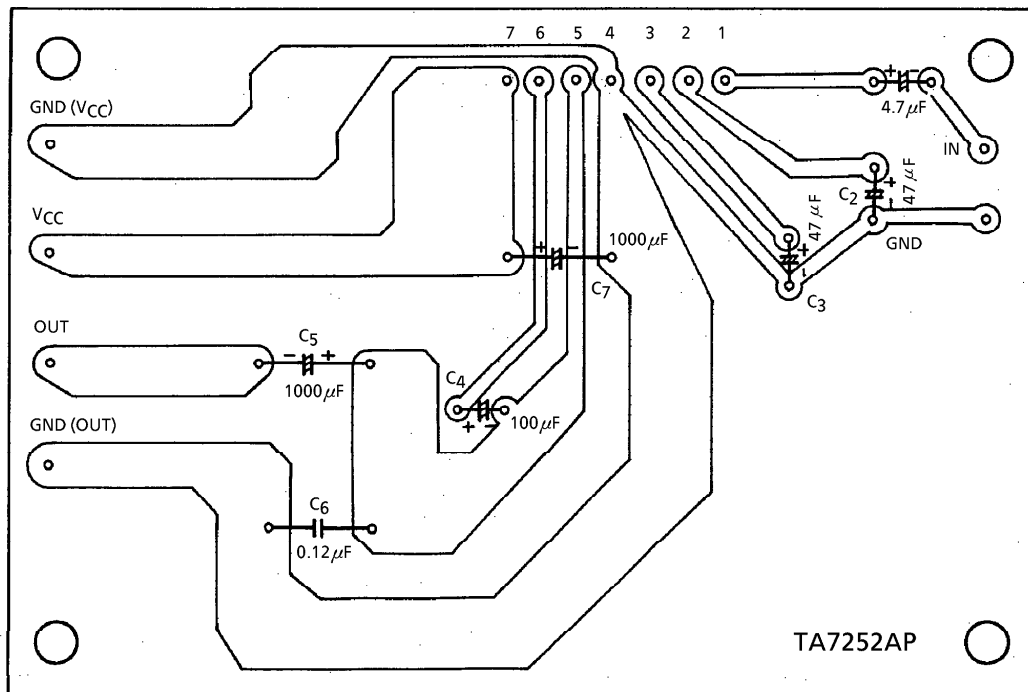 7 6 5 4 3 2 1
GND (VCC)
+ -
4.7μF
IN
VCC
C2
+
47μF
47μF
+
GND
C3
+ -
1000μF
C7
OUT
C5
- +
1000μF
C4
+ -
100μF
GND (OUT)
C6
0.12μF
TA7252AP